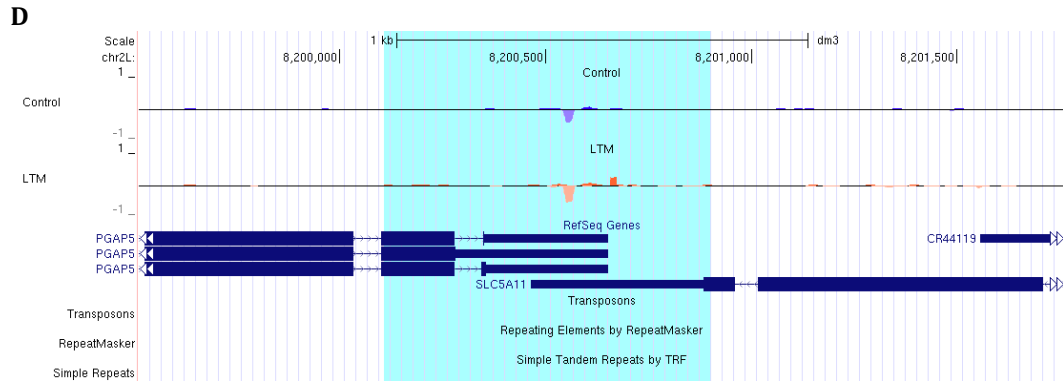 D
Scale 1 kb dm3
chr2L: 8,200,000 8,200,500 8,201,000 8,201,500
Control
1
Control
-1
LTM
1
LTM
-1
RefSeq Genes
PGAP5 CR44119
PGAP5
PGAP5
SLC5A11
Transposons
Transposons
Repeating Elements by RepeatMasker
RepeatMasker
Simple Tandem Repeats by TRF
Simple Repeats